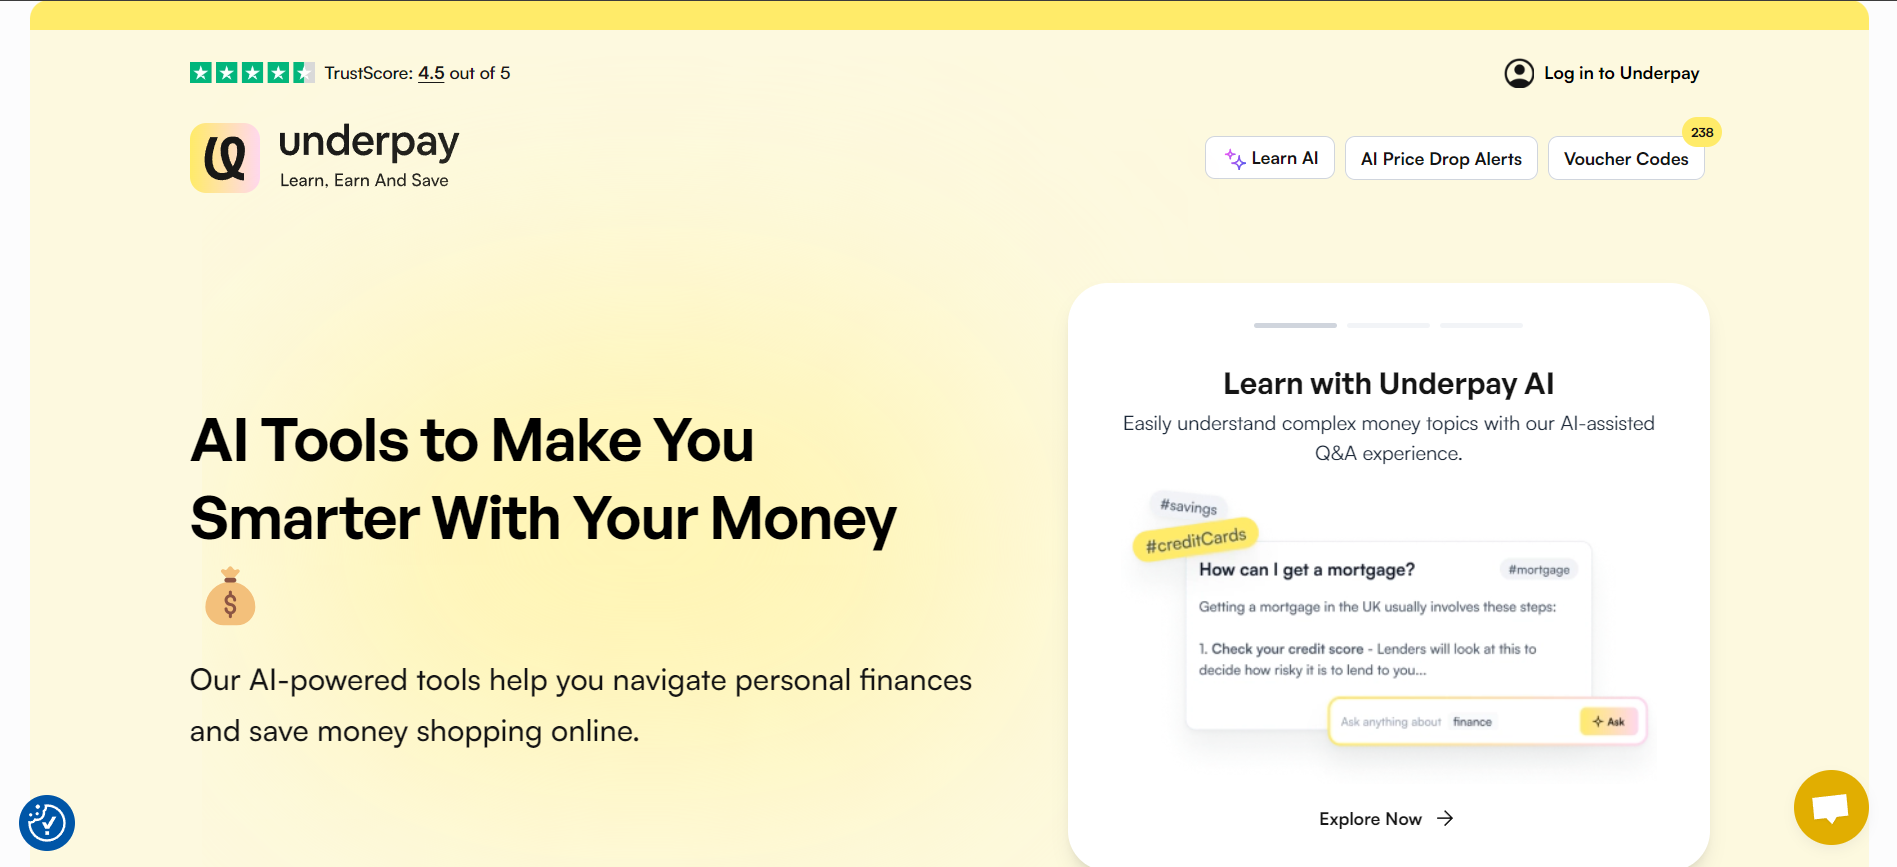 TrustScore: 4.5 out of 5
Log in to Underpay
underpay
Learn, Earn And Save
Learn AI
AI Price Drop Alerts
Voucher Codes
238
AI Tools to Make You
Smarter With Your Money
$
Our AI-powered tools help you navigate personal finances
and save money shopping online.
Learn with Underpay AI
Easily understand complex money topics with our AI-assisted
Q&A experience.
#savings
#creditCards
How can I get a mortgage?
#mortgage
Getting a mortgage in the UK usually involves these steps:
1. Check your credit score - Lenders will look at this to
decide how risky it is to lend to you...
Ask anything about finance
Ask
Explore Now